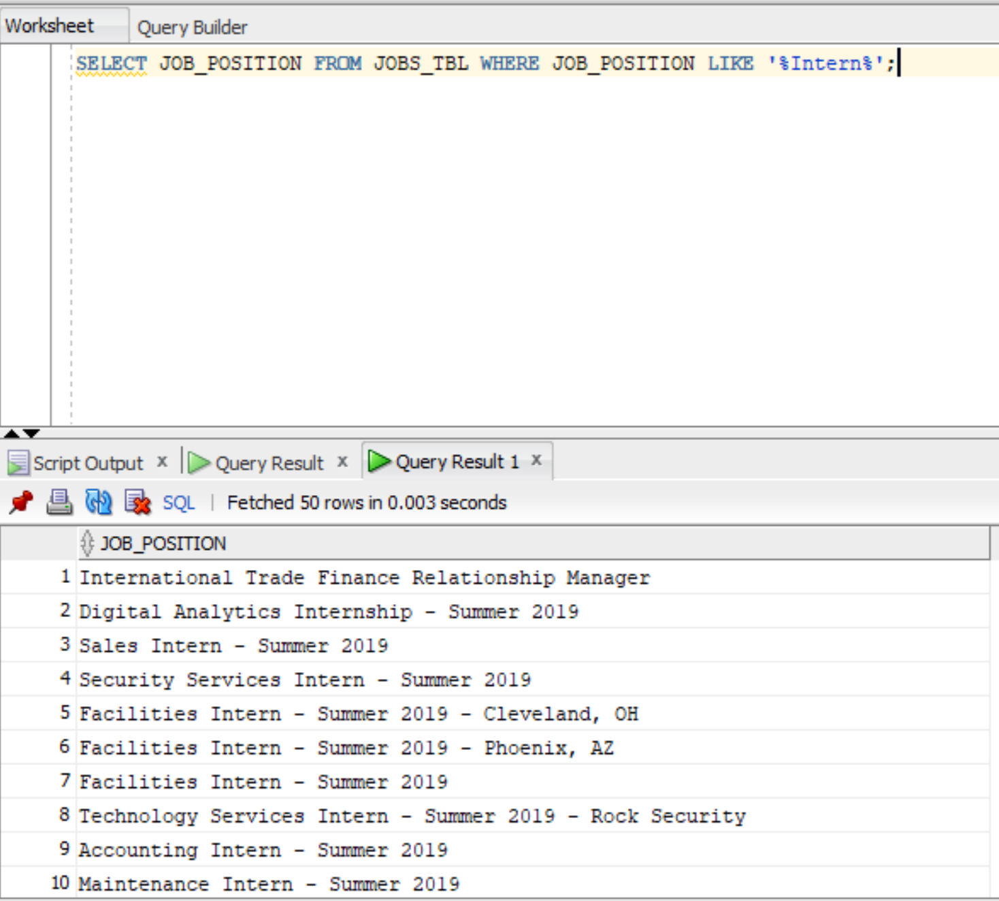 Worksheet Query Builder
SELECT JOB_POSITION FROM JOBS_TBL WHERE JOB_POSITION LIKE '%Intern%';
Script Output x Query Result x Query Result 1 x
SQL | Fetched 50 rows in 0.003 seconds
JOB_POSITION
1 International Trade Finance Relationship Manager
2 Digital Analytics Internship - Summer 2019
3 Sales Intern - Summer 2019
4 Security Services Intern - Summer 2019
5 Facilities Intern - Summer 2019 - Cleveland, OH
6 Facilities Intern - Summer 2019 - Phoenix, AZ
7 Facilities Intern - Summer 2019
8 Technology Services Intern - Summer 2019 - Rock Security
9 Accounting Intern - Summer 2019
10 Maintenance Intern - Summer 2019